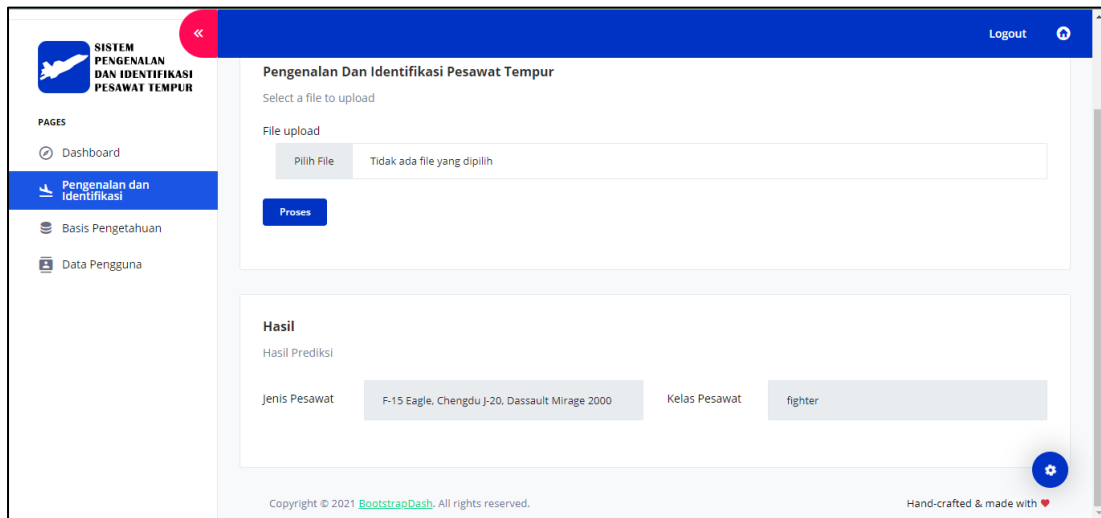 SISTEM
PENGENALAN
DAN IDENTIFIKASI
PESAWAT TEMPUR
«
Logout
PAGES
Dashboard
Pengenalan dan
Identifikasi
Basis Pengetahuan
Data Pengguna
Pengenalan Dan Identifikasi Pesawat Tempur
Select a file to upload
File upload
Pilih File Tidak ada file yang dipilih
Proses
Hasil
Hasil Prediksi
Jenis Pesawat F-15 Eagle, Chengdu J-20, Dassault Mirage 2000 Kelas Pesawat fighter
Copyright © 2021 BootstrapDash. All rights reserved. Hand-crafted & made with ♥